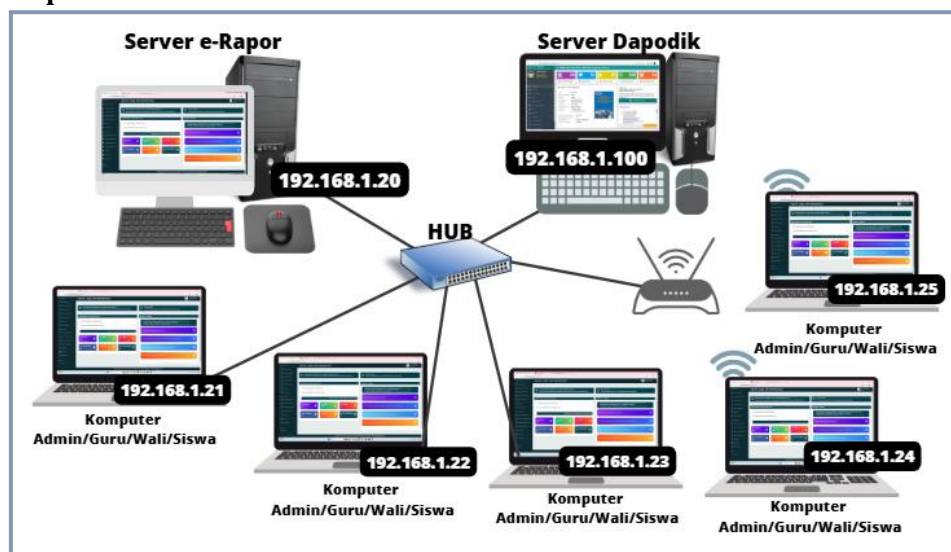 Server e-Rapor
Server Dapodik
192.168.1.20
192.168.1.100
HUB
192.168.1.25
Komputer
Admin/Guru/Wali/Siswa
192.168.1.21
Komputer
Admin/Guru/Wali/Siswa
192.168.1.22
Komputer
Admin/Guru/Wali/Siswa
192.168.1.23
Komputer
Admin/Guru/Wali/Siswa
192.168.1.24
Komputer
Admin/Guru/Wali/Siswa